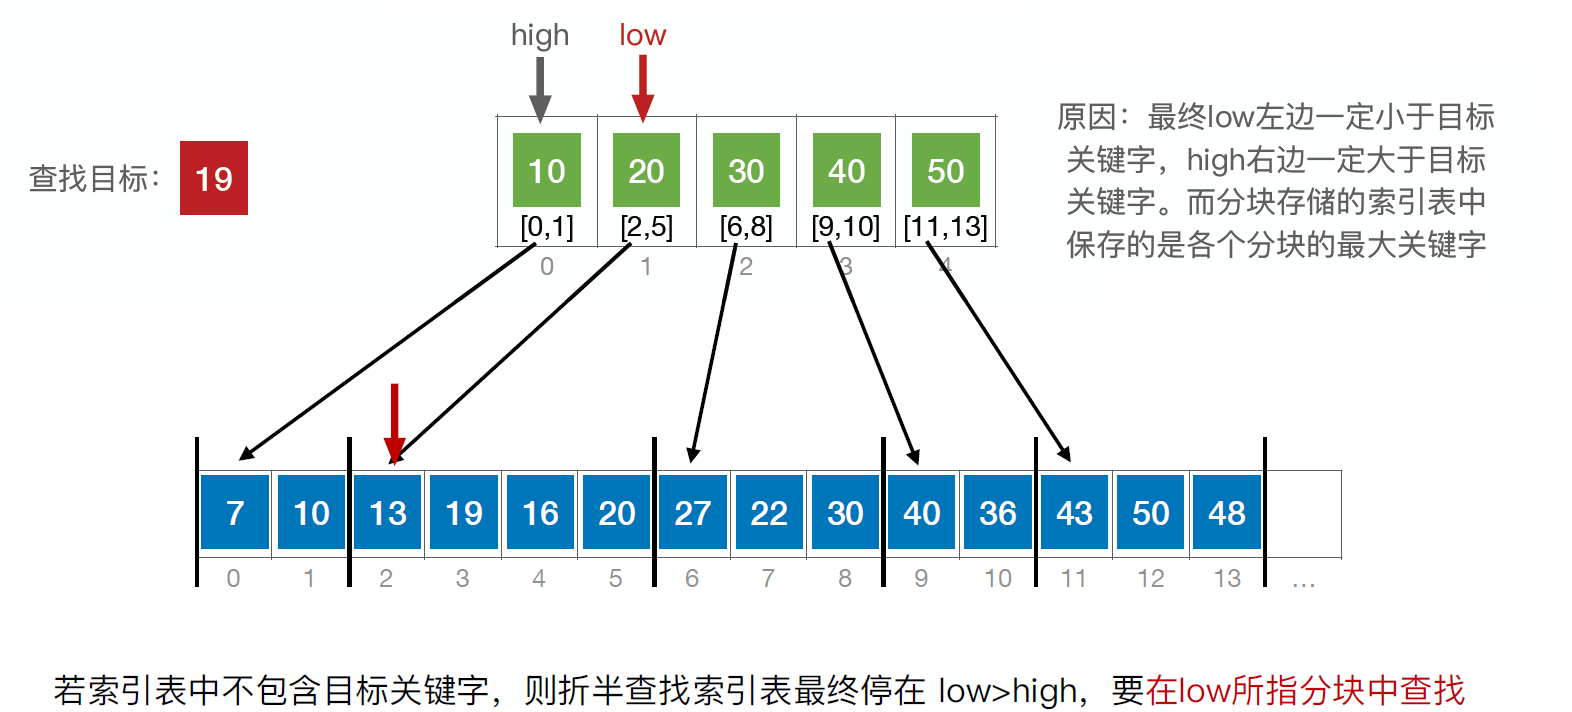 high low
查找目标： 19
10 20 30 40 50
[0,1] [2,5] [6,8] [9,10] [11,13]
0 1 2 3 4
原因：最终low左边一定小于目标
关键字，high右边一定大于目标
关键字。而分块存储的索引表中
保存的是各个分块的最大关键字
7 10 13 19 16 20 27 22 30 40 36 43 50 48
0 1 2 3 4 5 6 7 8 9 10 11 12 13 ...
若索引表中不包含目标关键字，则折半查找索引表最终停在 low>high，要在low所指分块中查找